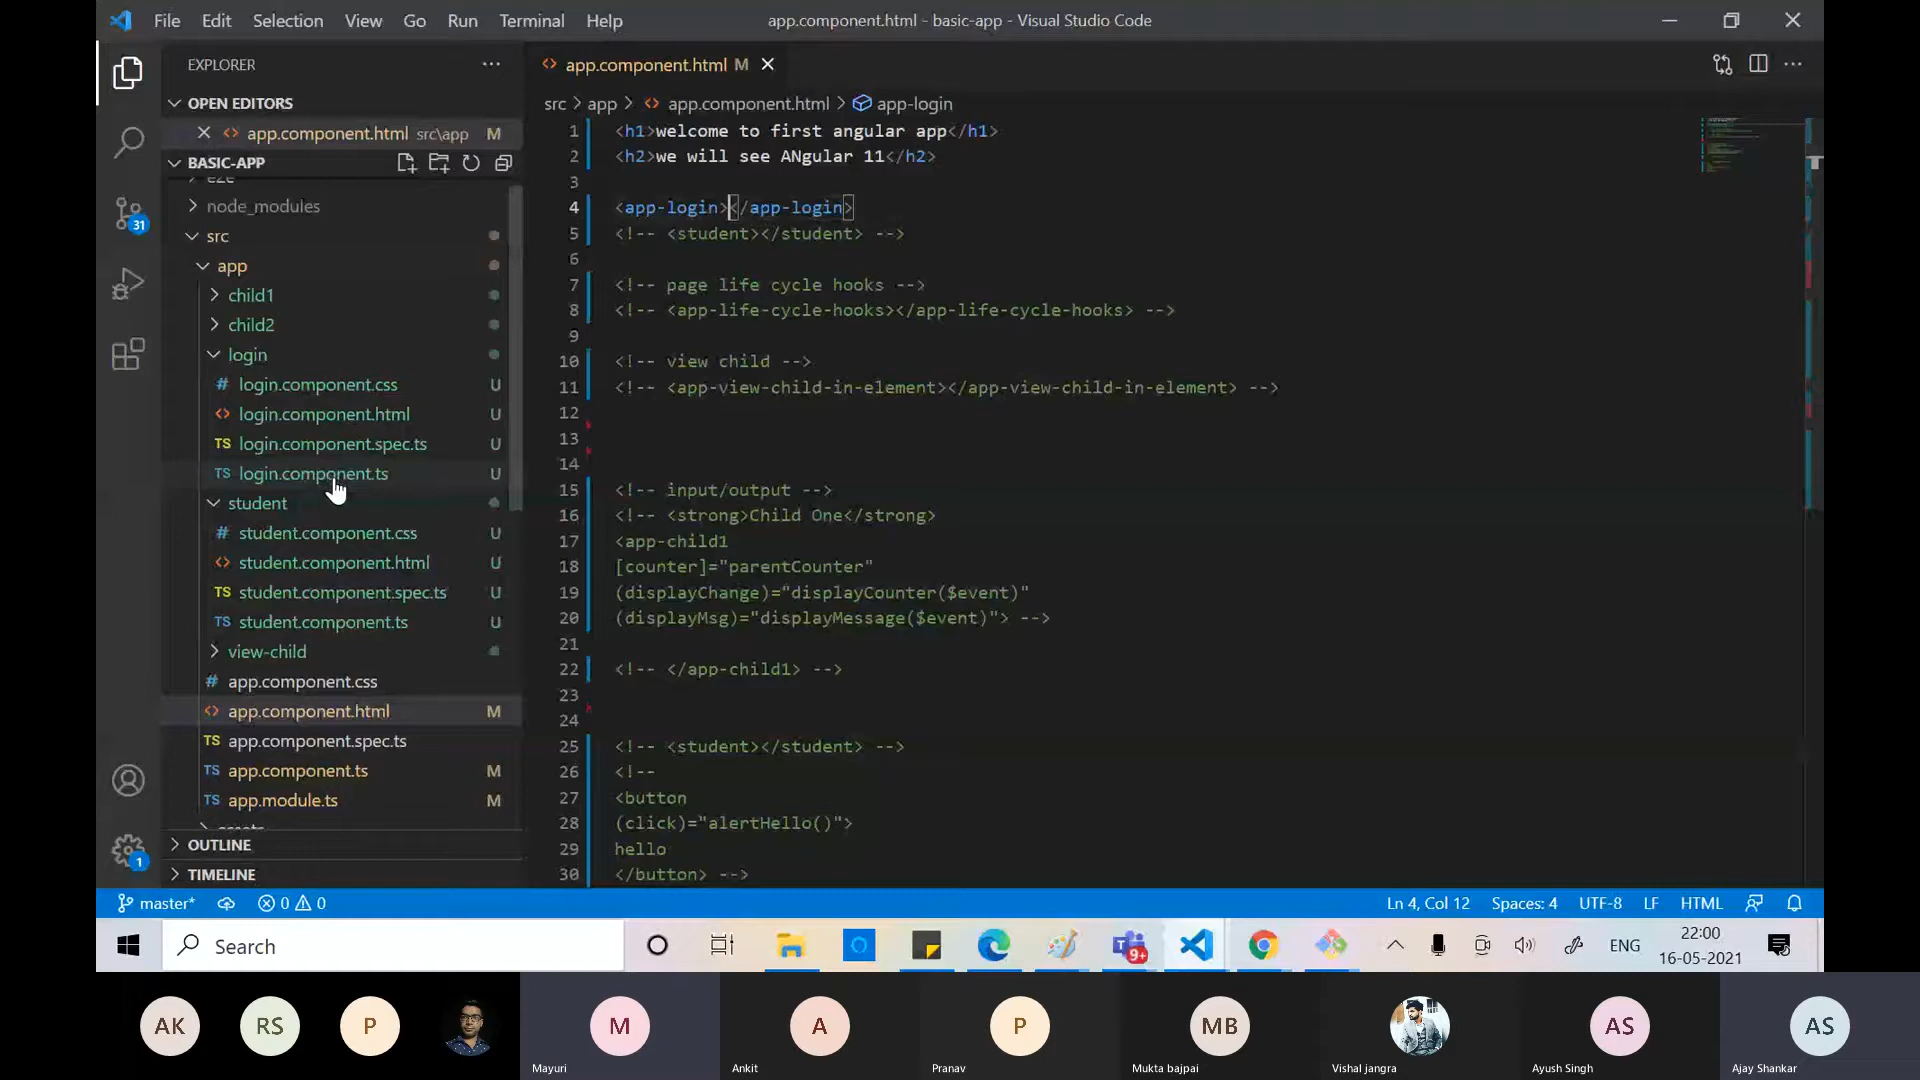 File Edit Selection View Go Run Terminal Help
app.component.html - basic-app - Visual Studio Code
EXPLORER
OPEN EDITORS
app.component.html src\app M
BASIC-APP
node_modules
src
app
child1
child2
login
# login.component.css U
<> login.component.html U
TS login.component.spec.ts U
TS login.component.ts U
student
# student.component.css U
<> student.component.html U
TS student.component.spec.ts U
TS student.component.ts U
view-child
# app.component.css
<> app.component.html M
TS app.component.spec.ts
TS app.component.ts M
TS app.module.ts M
OUTLINE
TIMELINE
31
1
app.component.html M
src > app > <> app.component.html > app-login
1 <h1>welcome to first angular app</h1>
2 <h2>we will see ANgular 11</h2>
3
4 <app-login></app-login>
5 <!-- <student></student> -->
6
7 <!-- page life cycle hooks -->
8 <!-- <app-life-cycle-hooks></app-life-cycle-hooks> -->
9
10 <!-- view child -->
11 <!-- <app-view-child-in-element></app-view-child-in-element> -->
12
13
14
15 <!-- input/output -->
16 <!-- <strong>Child One</strong>
17 <app-child1
18 [counter]="parentCounter"
19 (displayChange)="displayCounter($event)"
20 (displayMsg)="displayMessage($event)"> -->
21
22 <!-- </app-child1> -->
23
24
25 <!-- <student></student> -->
26 <!--
27 <button
28 (click)="alertHello()">
29 hello
30 </button> -->
master* 0 0
Ln 4, Col 12 Spaces: 4 UTF-8 LF HTML
Search
9+
ENG
22:00
16-05-2021
AK RS P M A P MB AS AS
Mayuri Ankit Pranav Mukta bajpai Vishal jangra Ayush Singh Ajay Shankar